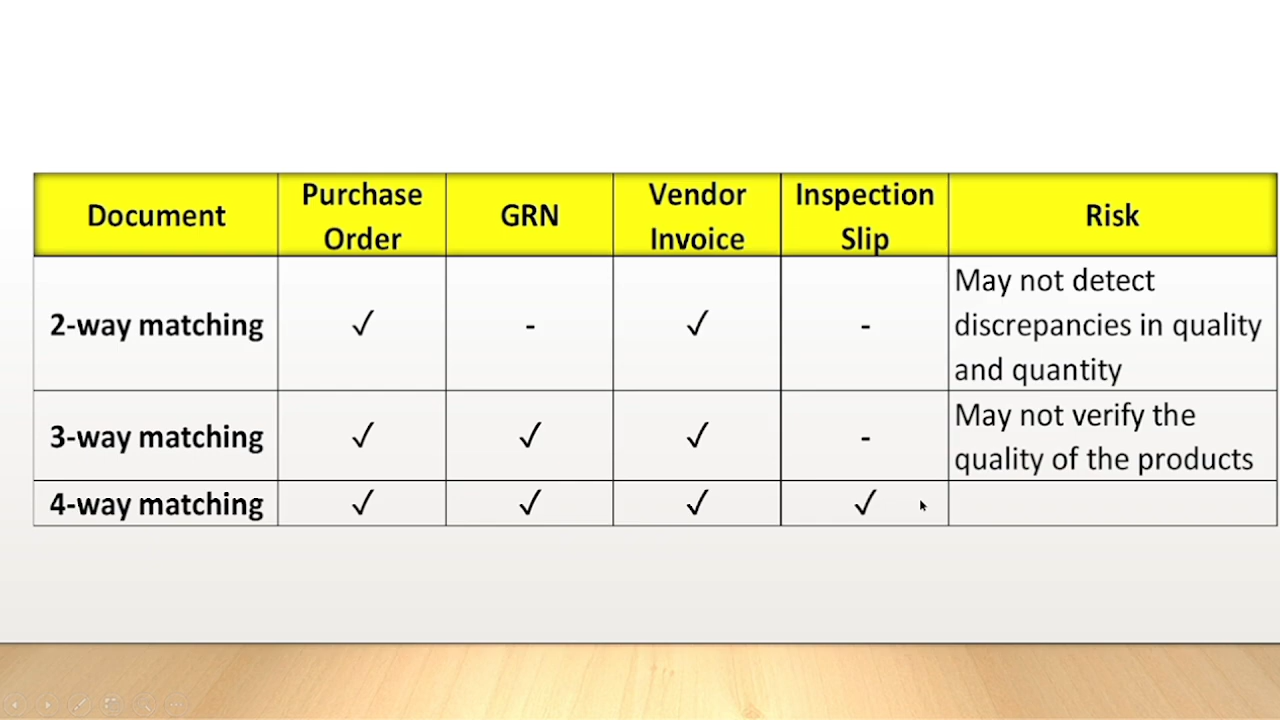 Document Purchase Order GRN Vendor Invoice Inspection Slip Risk
2-way matching ✓ - ✓ - May not detect
discrepancies in quality
and quantity
3-way matching ✓ ✓ ✓ - May not verify the
quality of the products
4-way matching ✓ ✓ ✓ ✓